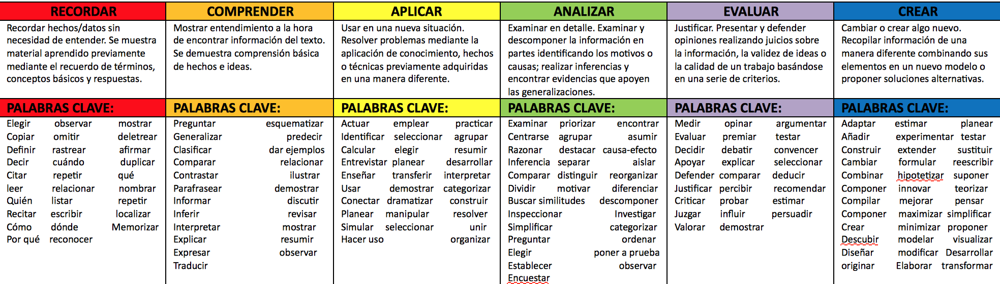 RECORDAR
Recordar hechos/datos sin
necesidad de entender. Se muestra
material aprendido previamente
mediante el recuerdo de términos,
conceptos básicos y respuestas.
PALABRAS CLAVE:
Elegir observar mostrar
Copiar omitir deletrear
Definir rastrear afirmar
Decir cuándo duplicar
Citar repetir qué
leer relacionar nombrar
Quién listar repetir
Recitar escribir localizar
Cómo dónde Memorizar
Por qué reconocer
COMPRENDER
Mostrar entendimiento a la hora
de encontrar información del texto.
Se demuestra comprensión básica
de hechos e ideas.
PALABRAS CLAVE:
Preguntar esquematizar
Generalizar predecir
Clasificar dar ejemplos
Comparar relacionar
Contrastar ilustrar
Parafrasear demostrar
Informar discutir
Inferir revisar
Interpretar mostrar
Explicar resumir
Expresar observar
Traducir
APLICAR
Usar en una nueva situación.
Resolver problemas mediante la
aplicación de conocimiento, hechos
o técnicas previamente adquiridas
en una manera diferente.
PALABRAS CLAVE:
Actuar emplear practicar
Identificar seleccionar agrupar
Calcular elegir resumir
Entrevistar planear desarrollar
Enseñar transferir interpretar
Usar demostrar categorizar
Conectar dramatizar construir
Planear manipular resolver
Simular seleccionar unir
Hacer uso organizar
ANALIZAR
Examinar en detalle. Examinar y
descomponer la información en
partes identificando los motivos o
causas; realizar inferencias y
encontrar evidencias que apoyen
las generalizaciones.
PALABRAS CLAVE:
Examinar priorizar encontrar
Centrarse agrupar asumir
Razonar destacar causa-efecto
Inferencia separar aislar
Comparar distinguir reorganizar
Dividir motivar diferenciar
Buscar similitudes descomponer
Inspeccionar Investigar
Simplificar categorizar
Preguntar ordenar
Elegir poner a prueba
Establecer observar
Encuestar
EVALUAR
Justificar. Presentar y defender
opiniones realizando juicios sobre
la información, la validez de ideas o
la calidad de un trabajo basándose
en una serie de criterios.
PALABRAS CLAVE:
Medir opinar argumentar
Evaluar premiar testar
Decidir debatir convencer
Apoyar explicar seleccionar
Defender comparar deducir
Justificar percibir recomendar
Criticar probar estimar
Juzgar influir persuadir
Valorar demostrar
CREAR
Cambiar o crear algo nuevo.
Recopilar información de una
manera diferente combinando sus
elementos en un nuevo modelo o
proponer soluciones alternativas.
PALABRAS CLAVE:
Adaptar estimar planear
Añadir experimentar testar
Construir extender sustituir
Cambiar formular reescribir
Combinar hipotetizar suponer
Componer innovar teorizar
Compilar mejorar pensar
Componer maximizar simplificar
Crear minimizar proponer
Descubir modelar visualizar
Diseñar modificar Desarrollar
originar Elaborar transformar